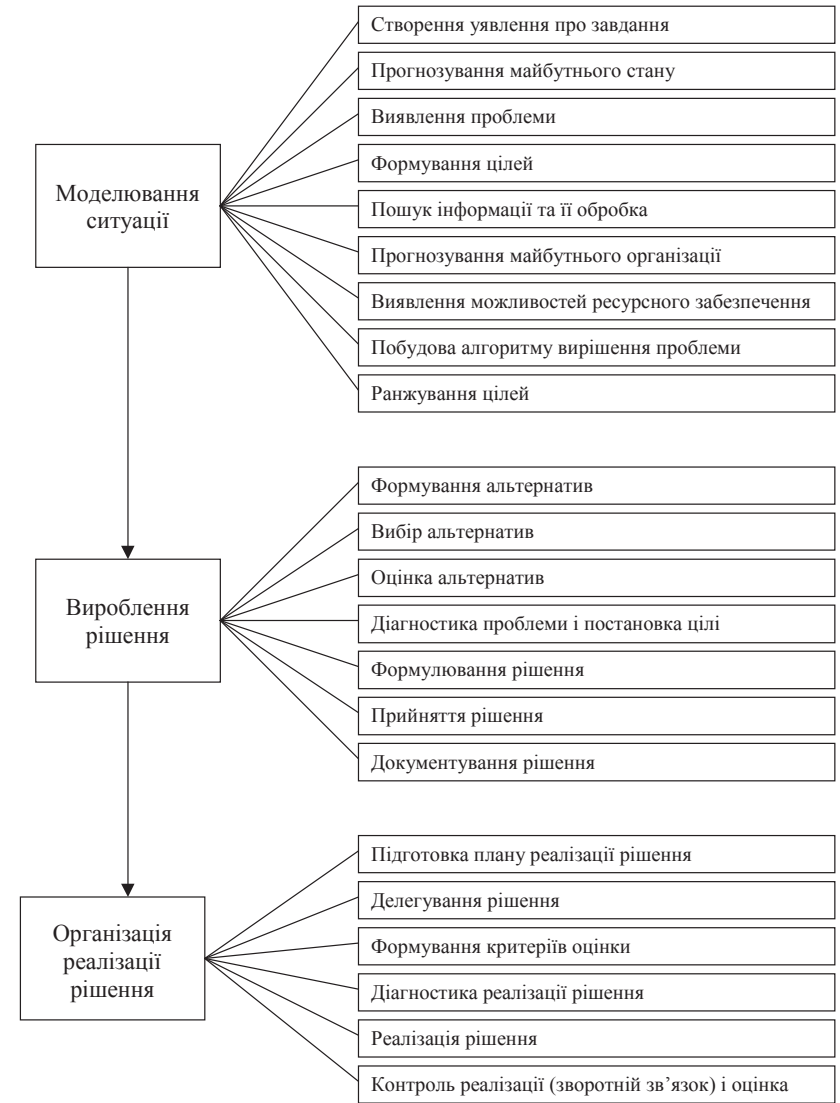 Моделювання
ситуації
Створення уявлення про завдання
Прогнозування майбутнього стану
Виявлення проблеми
Формування цілей
Пошук інформації та її обробка
Прогнозування майбутнього організації
Виявлення можливостей ресурсного забезпечення
Побудова алгоритму вирішення проблеми
Ранжування цілей
Вироблення
рішення
Формування альтернатив
Вибір альтернатив
Оцінка альтернатив
Діагностика проблеми і постановка цілі
Формулювання рішення
Прийняття рішення
Документування рішення
Організація
реалізації
рішення
Підготовка плану реалізації рішення
Делегування рішення
Формування критеріїв оцінки
Діагностика реалізації рішення
Реалізація рішення
Контроль реалізації (зворотній зв’язок) і оцінка